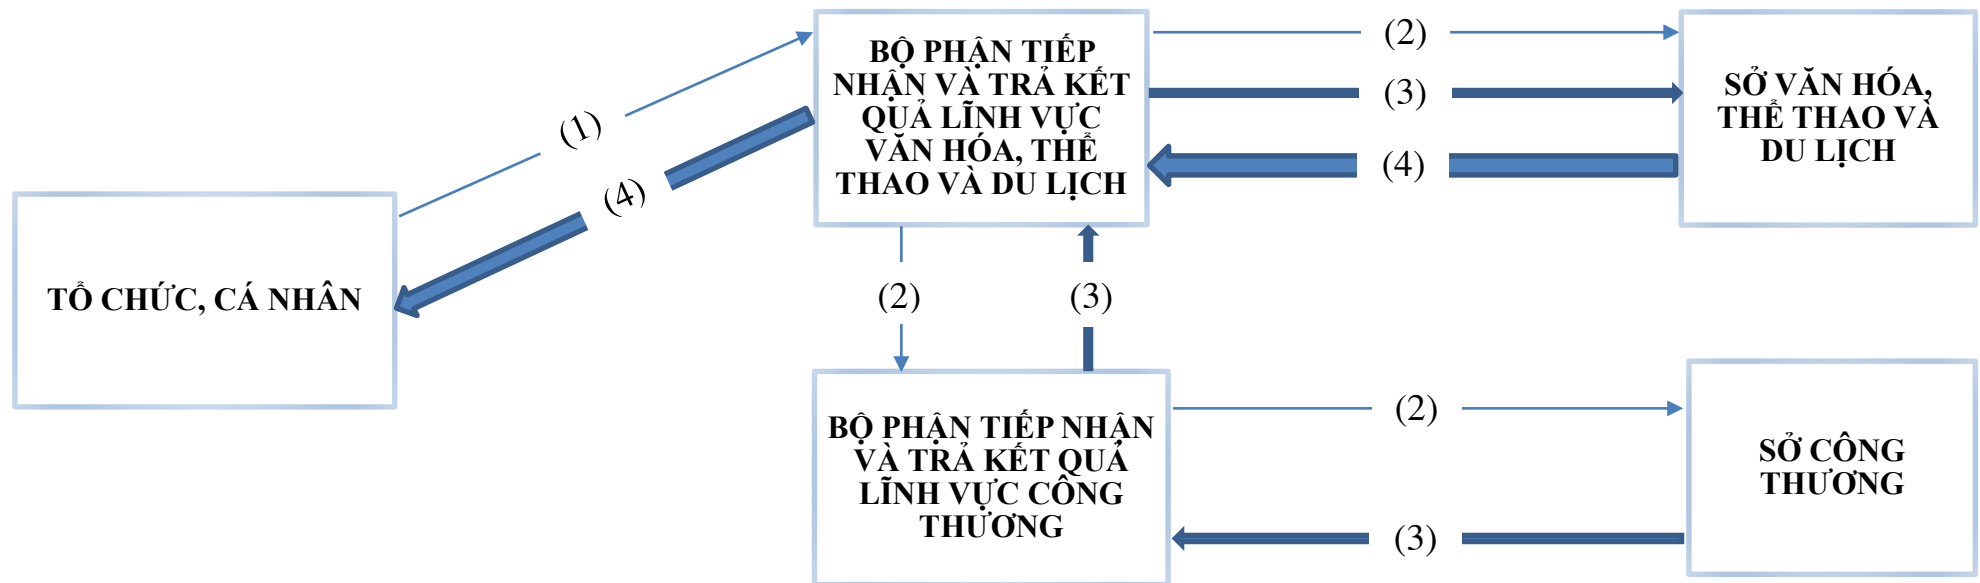 BỘ PHẬN TIẾP
NHẬN VÀ TRẢ KẾT
QUẢ LĨNH VỰC
VĂN HÓA, THỂ
THAO VÀ DU LỊCH
(2)
(3)
(4)
SỞ VĂN HÓA,
THỂ THAO VÀ
DU LỊCH
(1)
(4)
TỔ CHỨC, CÁ NHÂN
(2)
(3)
BỘ PHẬN TIẾP NHẬN
VÀ TRẢ KẾT QUẢ
LĨNH VỰC CÔNG
THƯƠNG
(2)
(3)
SỞ CÔNG
THƯƠNG